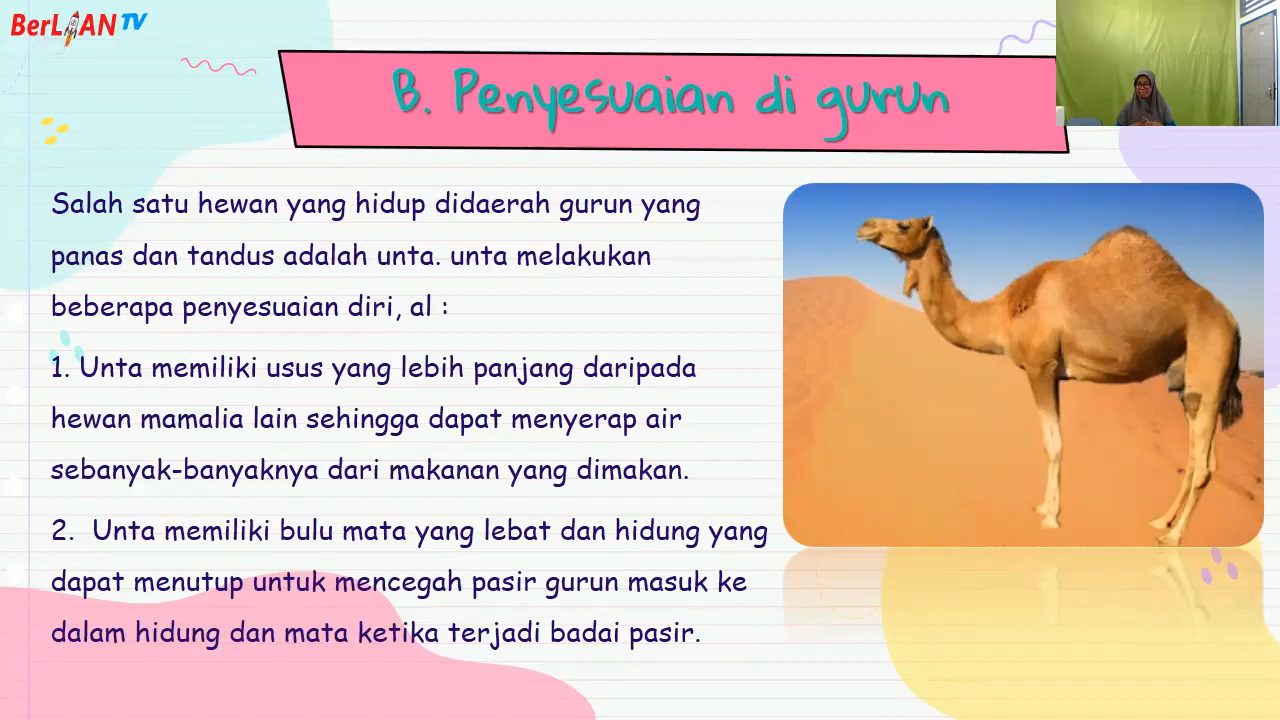 BerLIAN TV
B. Penyesuaian di gurun
Salah satu hewan yang hidup didaerah gurun yang
panas dan tandus adalah unta. unta melakukan
beberapa penyesuaian diri, al :
1. Unta memiliki usus yang lebih panjang daripada
hewan mamalia lain sehingga dapat menyerap air
sebanyak-banyaknya dari makanan yang dimakan.
2. Unta memiliki bulu mata yang lebat dan hidung yang
dapat menutup untuk mencegah pasir gurun masuk ke
dalam hidung dan mata ketika terjadi badai pasir.